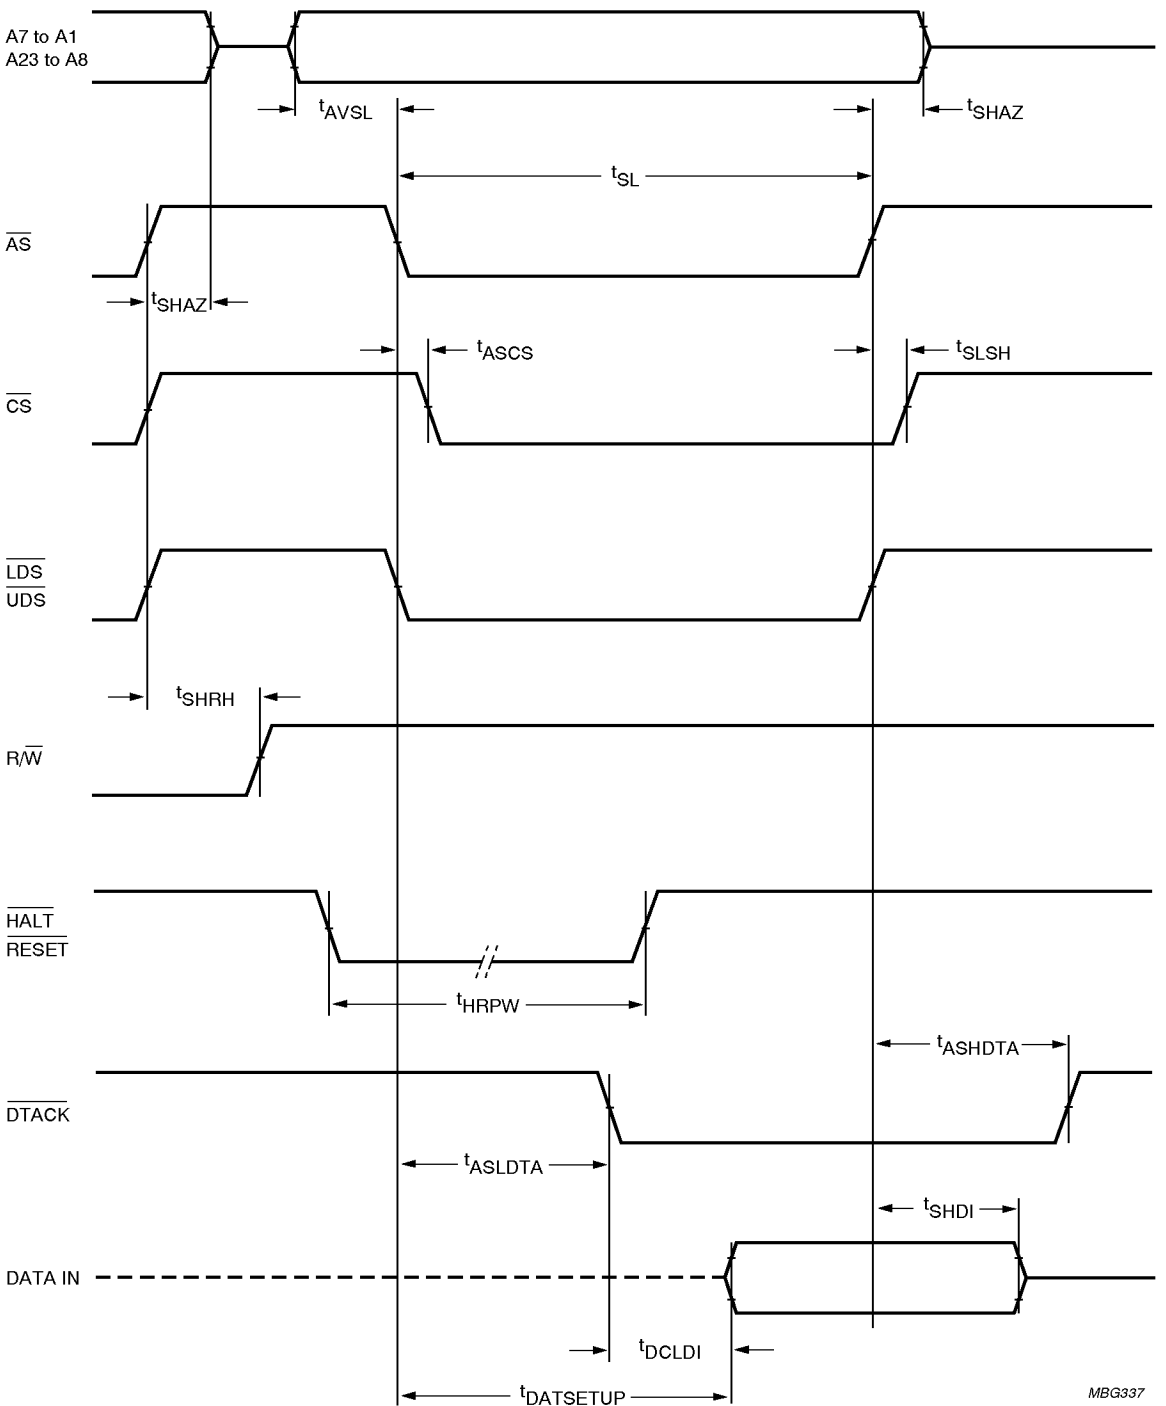 A7 to A1
A23 to A8
tAVSL
tSHAZ
tSL
AS
tSHAZ
tASCS
tSLSH
CS
LDS
UDS
tSHRH
R/W
HALT
RESET
tHRPW
tASHDTA
DTACK
tASLDTA
tSHDI
DATA IN
tDCLDI
tDATSETUP
MBG337